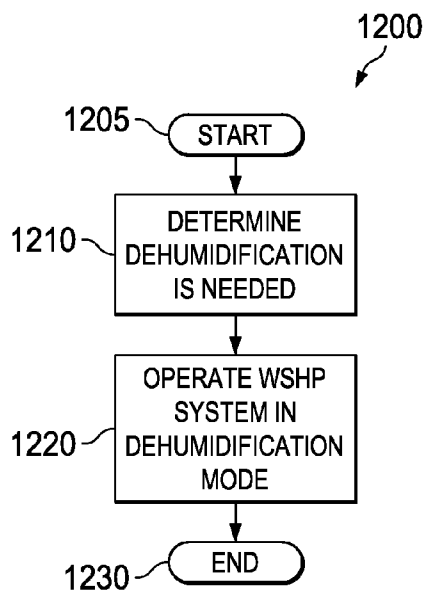 1200
1205
START
1210
DETERMINE
DEHUMIDIFICATION
IS NEEDED
1220
OPERATE WSHP
SYSTEM IN
DEHUMIDIFICATION
MODE
1230
END